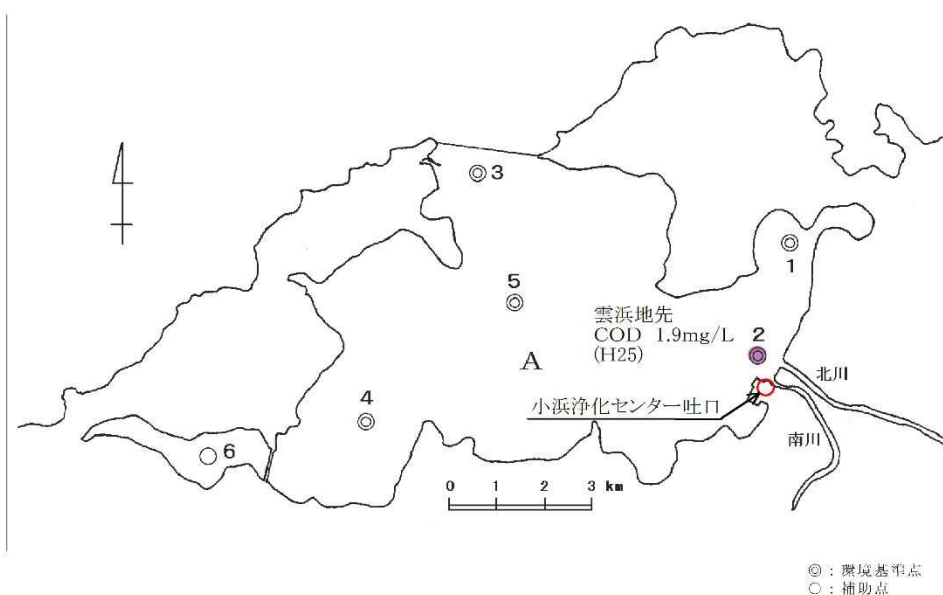 3
1
5
雲浜地先
COD 1.9mg/L
(H25)
2
A
北川
小浜浄化センター吐口
4
南川
6
0 1 2 3 km
◎ : 環境基準点
○ : 補助点